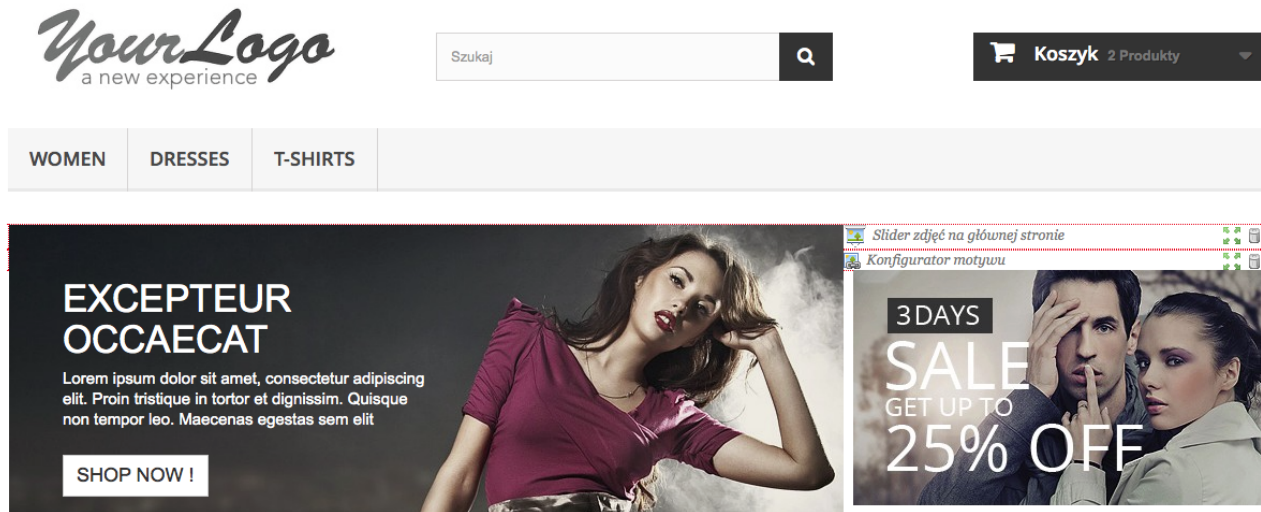 YourLogo
a new experience
Szukaj
Koszyk 2 Produkty
WOMEN
DRESSES
T-SHIRTS
EXCEPTEUR
OCCAECAT
Lorem ipsum dolor sit amet, consectetur adipiscing
elit. Proin tristique in tortor et dignissim. Quisque
non tempor leo. Maecenas egestas sem elit
SHOP NOW !
Slider zdjęć na głównej stronie
Konfigurator motywu
3DAYS
SALE
GET UP TO
25% OFF